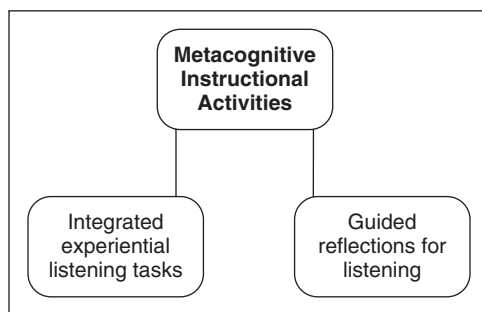 Metacognitive
Instructional
Activities
Integrated
experiential
listening tasks
Guided
reflections for
listening